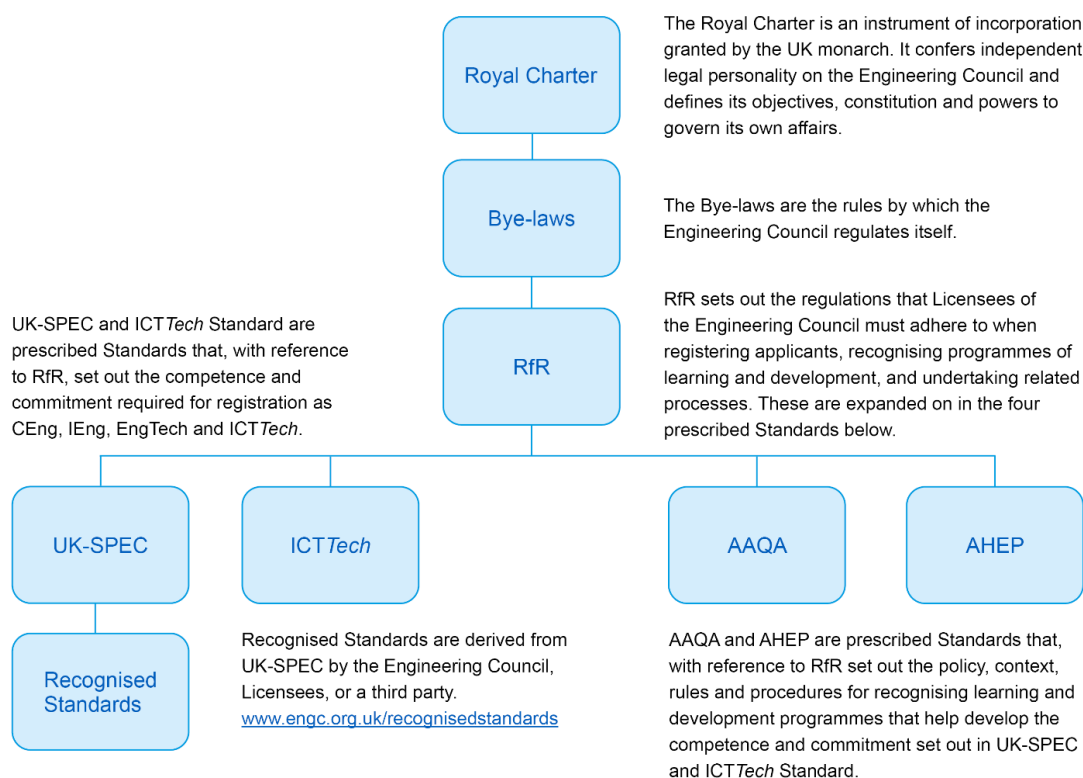 Royal Charter
The Royal Charter is an instrument of incorporation
granted by the UK monarch. It confers independent
legal personality on the Engineering Council and
defines its objectives, constitution and powers to
govern its own affairs.
Bye-laws
The Bye-laws are the rules by which the
Engineering Council regulates itself.
UK-SPEC and ICTTech Standard are
prescribed Standards that, with reference
to RfR, set out the competence and
commitment required for registration as
CEng, IEng, EngTech and ICTTech.
RfR
RfR sets out the regulations that Licensees of
the Engineering Council must adhere to when
registering applicants, recognising programmes of
learning and development, and undertaking related
processes. These are expanded on in the four
prescribed Standards below.
UK-SPEC
ICTTech
AAQA
AHEP
Recognised
Standards
Recognised Standards are derived from
UK-SPEC by the Engineering Council,
Licensees, or a third party.
www.engc.org.uk/recognisedstandards
AAQA and AHEP are prescribed Standards that,
with reference to RfR set out the policy, context,
rules and procedures for recognising learning and
development programmes that help develop the
competence and commitment set out in UK-SPEC
and ICTTech Standard.